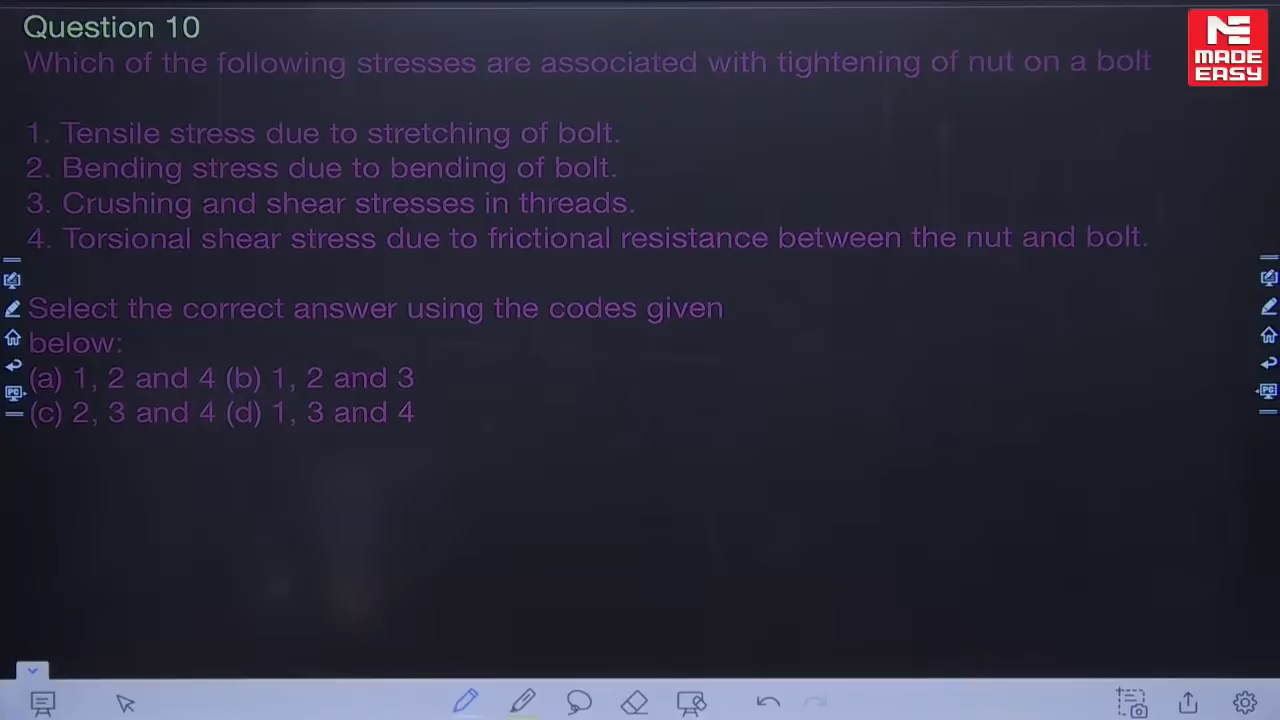 Question 10
Which of the following stresses are associated with tightening of nut on a bolt
1. Tensile stress due to stretching of bolt.
2. Bending stress due to bending of bolt.
3. Crushing and shear stresses in threads.
4. Torsional shear stress due to frictional resistance between the nut and bolt.
Select the correct answer using the codes given
below:
(a) 1, 2 and 4 (b) 1, 2 and 3
(c) 2, 3 and 4 (d) 1, 3 and 4
ME
MADE
EASY
PC
PC